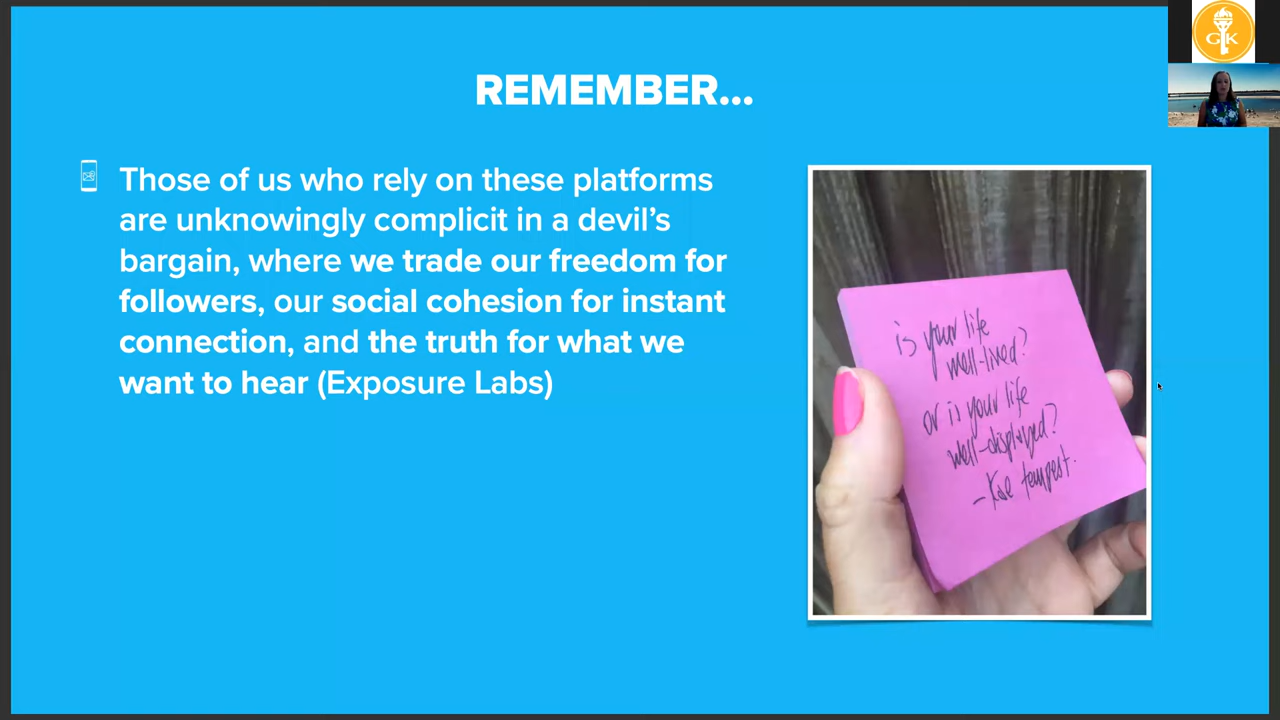 REMEMBER...
Those of us who rely on these platforms
are unknowingly complicit in a devil’s
bargain, where we trade our freedom for
followers, our social cohesion for instant
connection, and the truth for what we
want to hear (Exposure Labs)
is your life
well-lived?
or is your life
well-displayed?
-Kae tempest.
GK